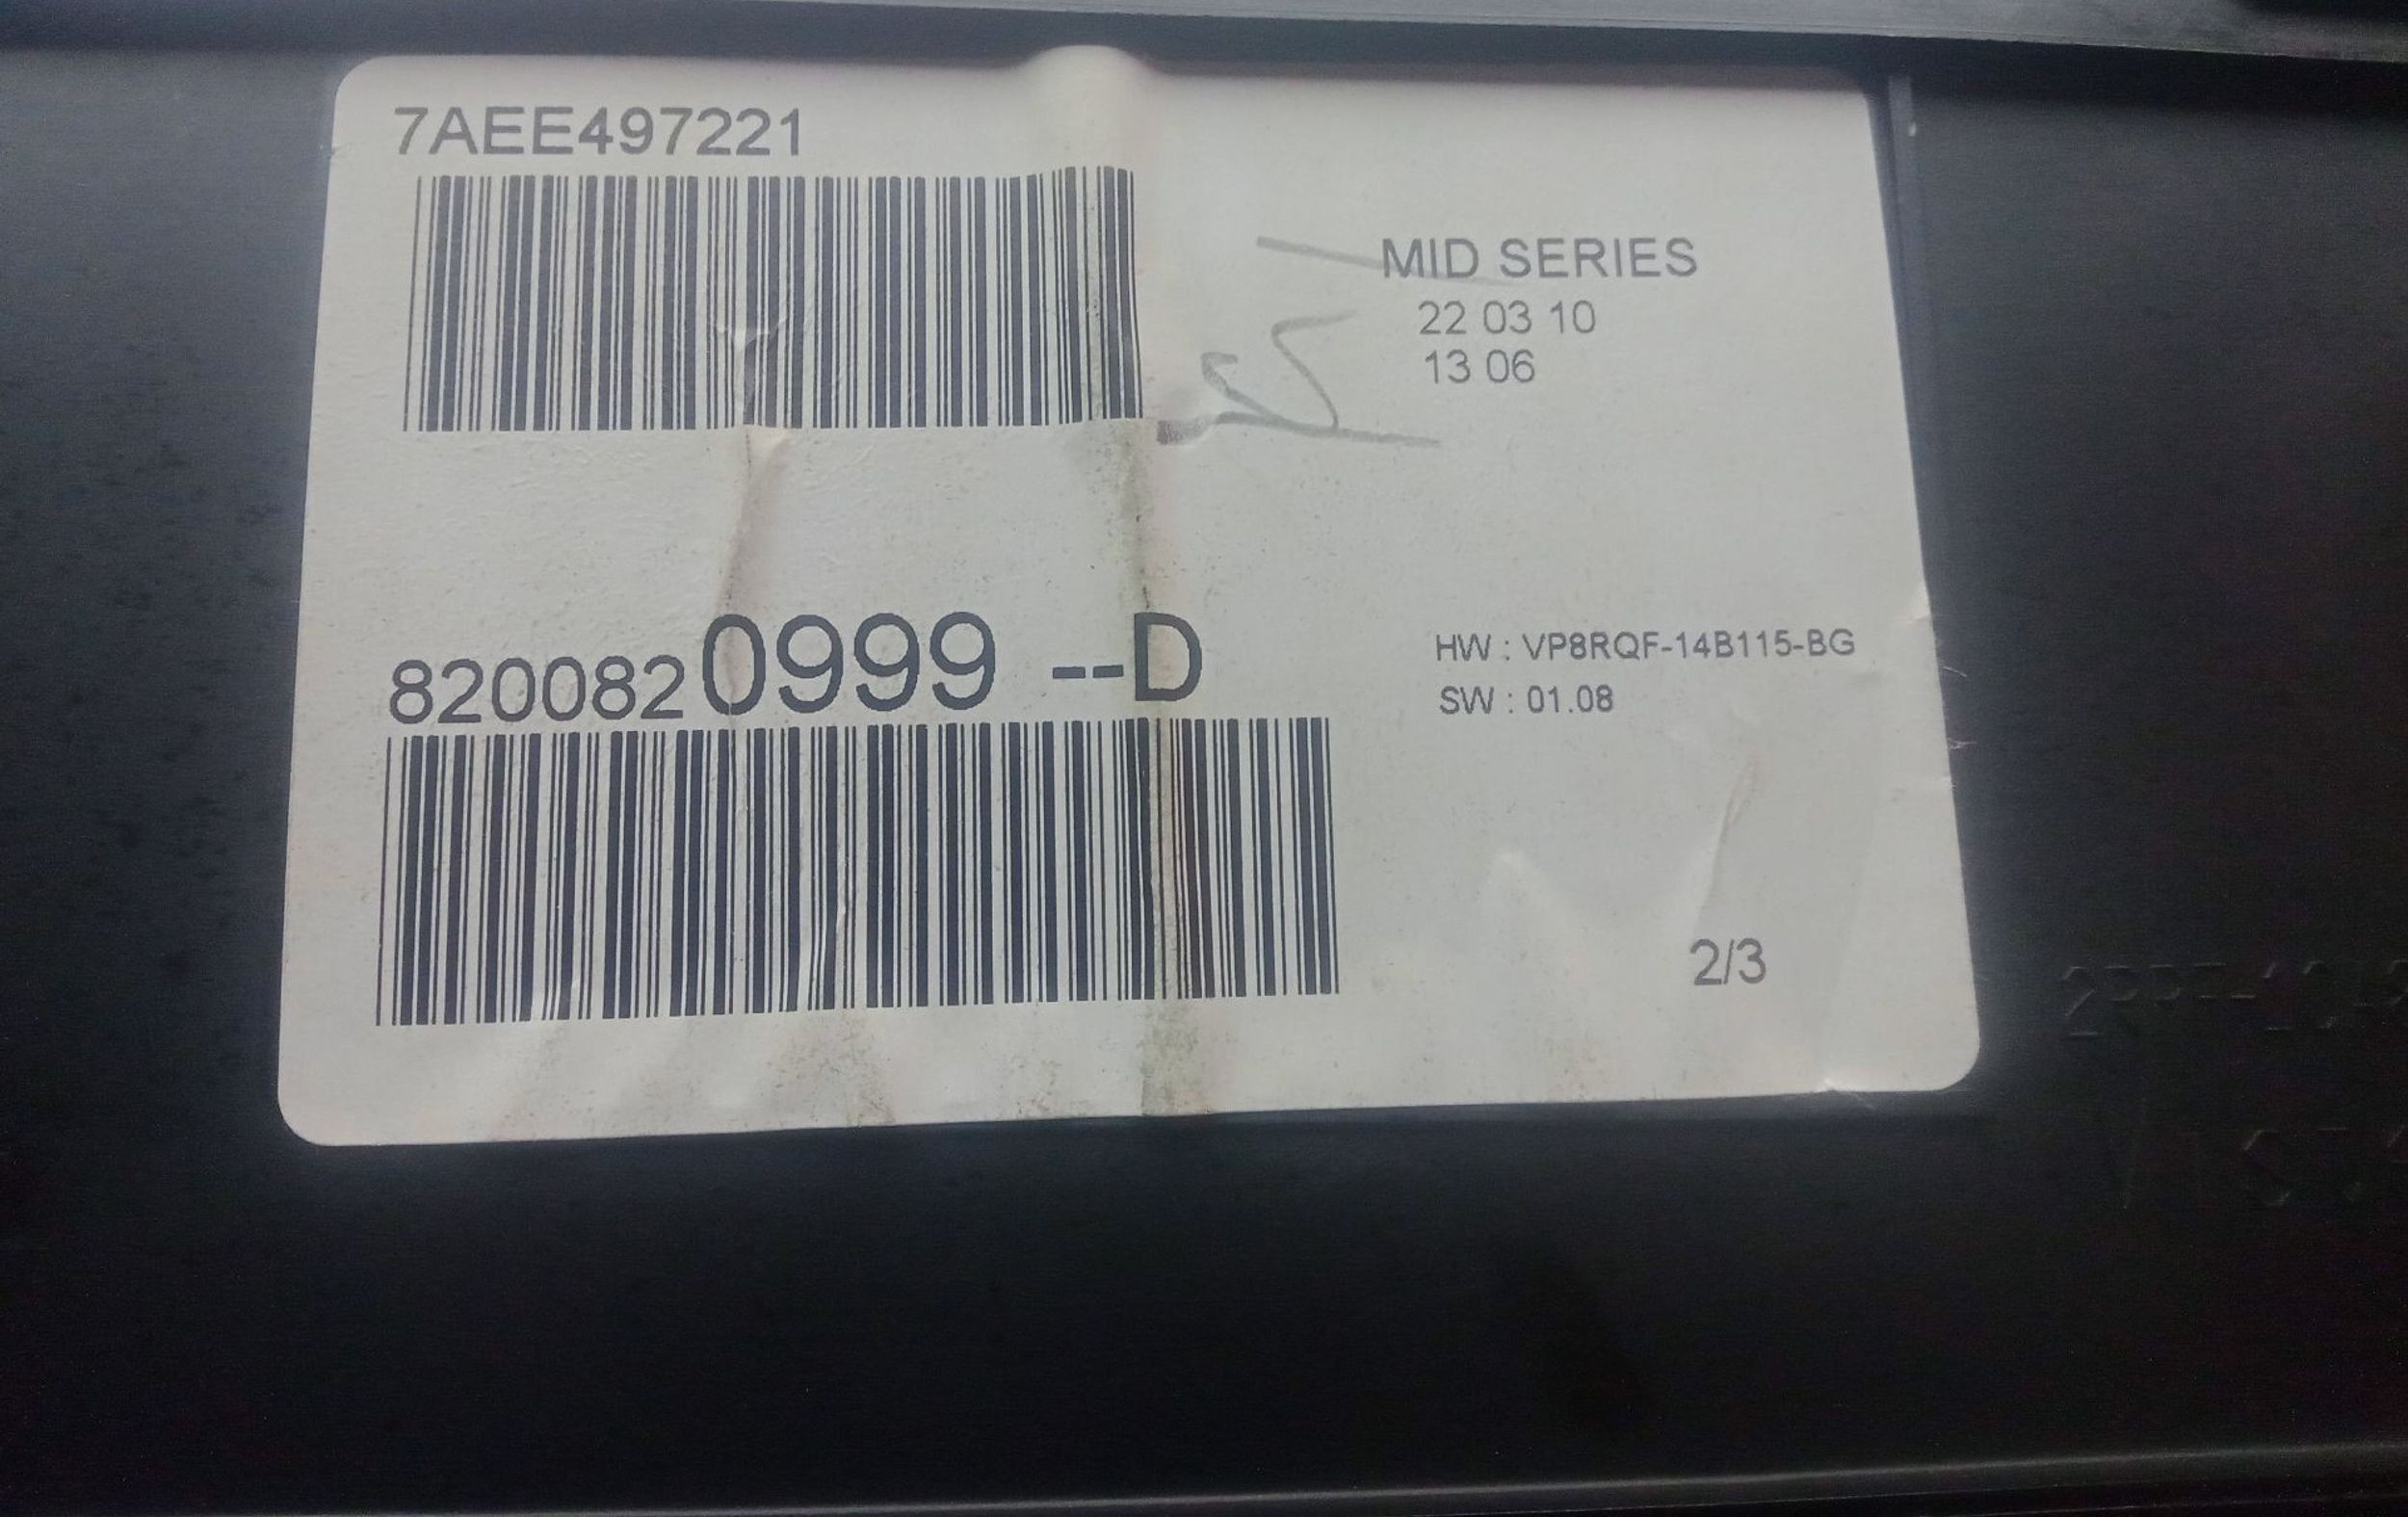 7AEE497221
MID SERIES
22 03 10
13 06
8200820999 --D
HW : VP8RQF-14B115-BG
SW : 01.08
2/3